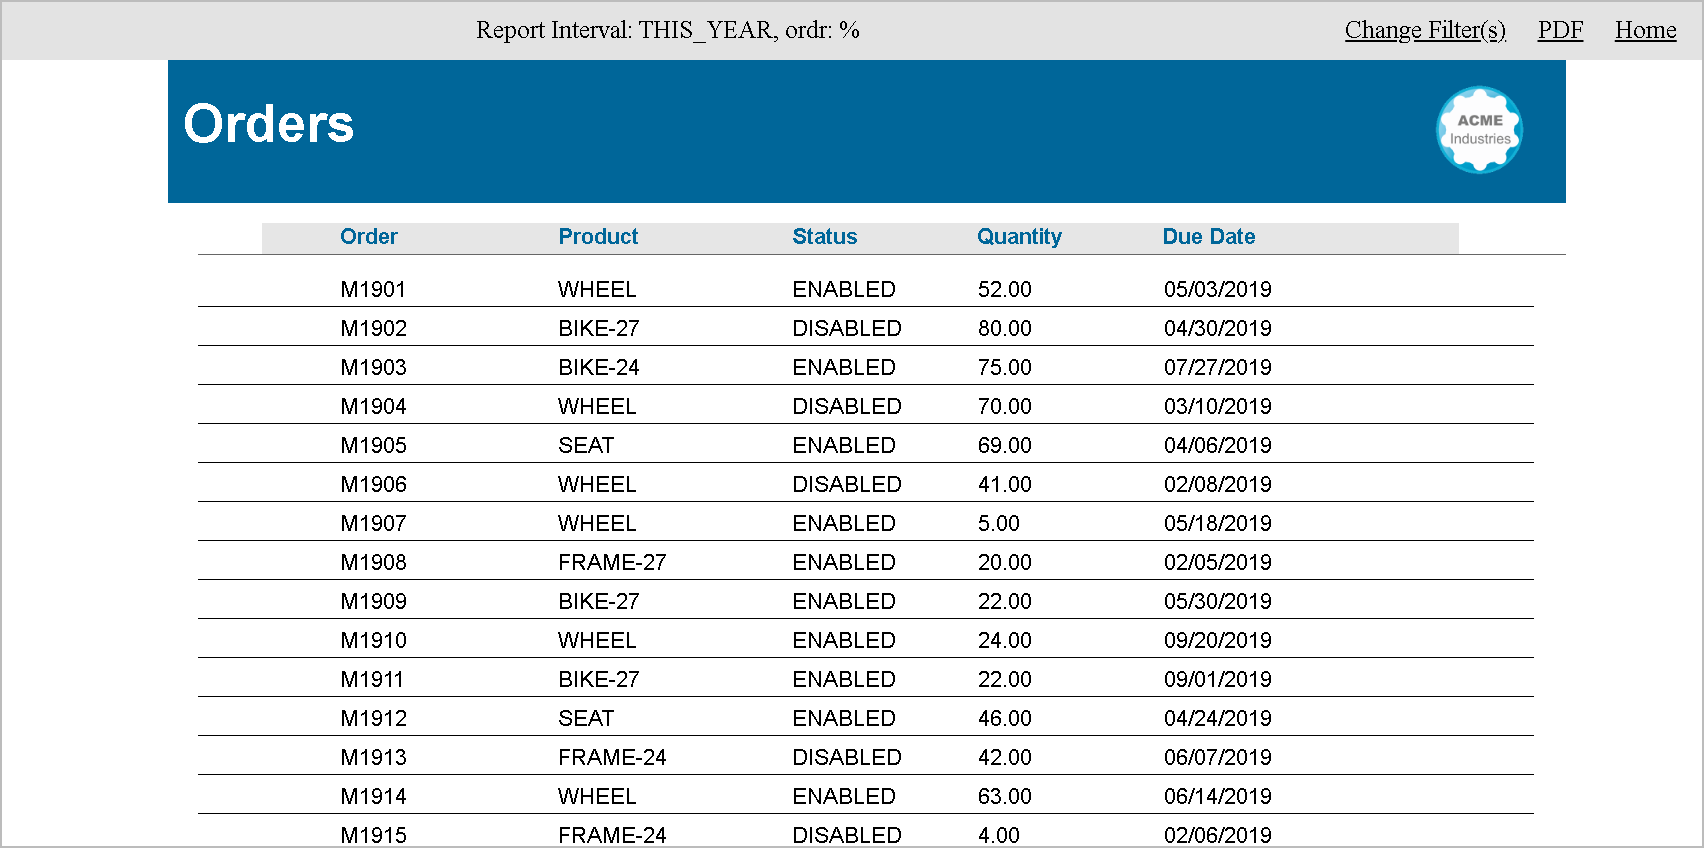 Report Interval: THIS_YEAR, ordr: % Change Filter(s) PDF Home
Orders
ACME
Industries
Order Product Status Quantity Due Date
M1901 WHEEL ENABLED 52.00 05/03/2019
M1902 BIKE-27 DISABLED 80.00 04/30/2019
M1903 BIKE-24 ENABLED 75.00 07/27/2019
M1904 WHEEL DISABLED 70.00 03/10/2019
M1905 SEAT ENABLED 69.00 04/06/2019
M1906 WHEEL DISABLED 41.00 02/08/2019
M1907 WHEEL ENABLED 5.00 05/18/2019
M1908 FRAME-27 ENABLED 20.00 02/05/2019
M1909 BIKE-27 ENABLED 22.00 05/30/2019
M1910 WHEEL ENABLED 24.00 09/20/2019
M1911 BIKE-27 ENABLED 22.00 09/01/2019
M1912 SEAT ENABLED 46.00 04/24/2019
M1913 FRAME-24 DISABLED 42.00 06/07/2019
M1914 WHEEL ENABLED 63.00 06/14/2019
M1915 FRAME-24 DISABLED 4.00 02/06/2019